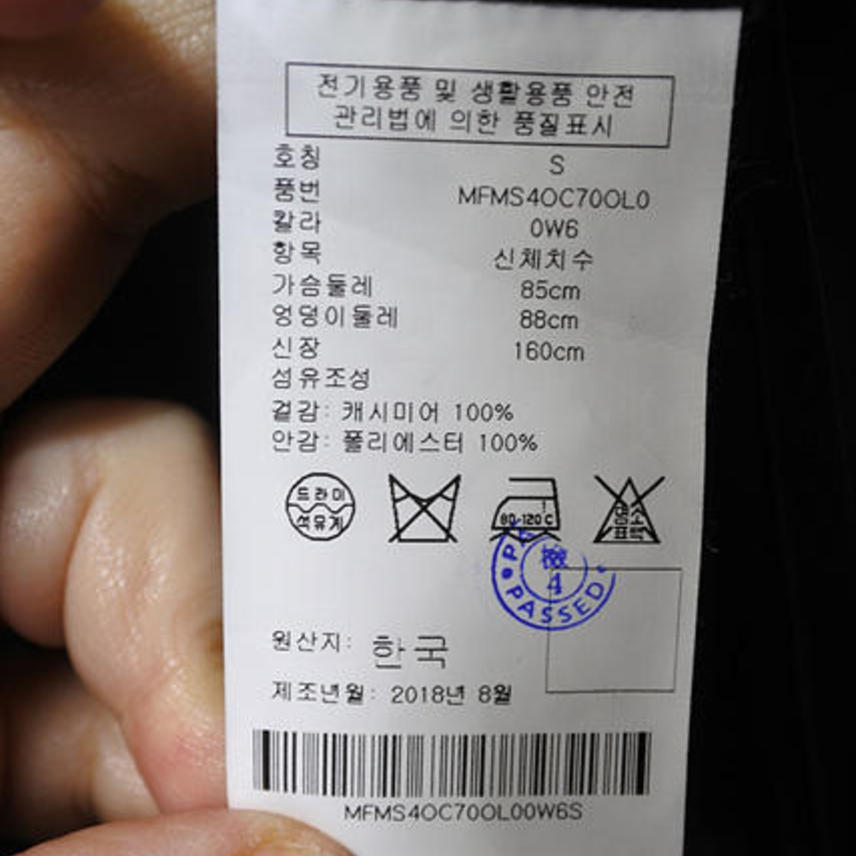 전기용품 및 생활용품 안전
관리법에 의한 품질표시
호칭 S
품번 MFMS4OC70OL0
칼라 0W6
항목 신체치수
가슴둘레 85cm
엉덩이둘레 88cm
신장 160cm
섬유조성
겉감: 캐시미어 100%
안감: 폴리에스터 100%
드라이
석유계
80-120 C
염소
표백
檢
4
PASSED
원산지: 한국
제조년월: 2018년 8월
MFMS4OC70OL00W6S